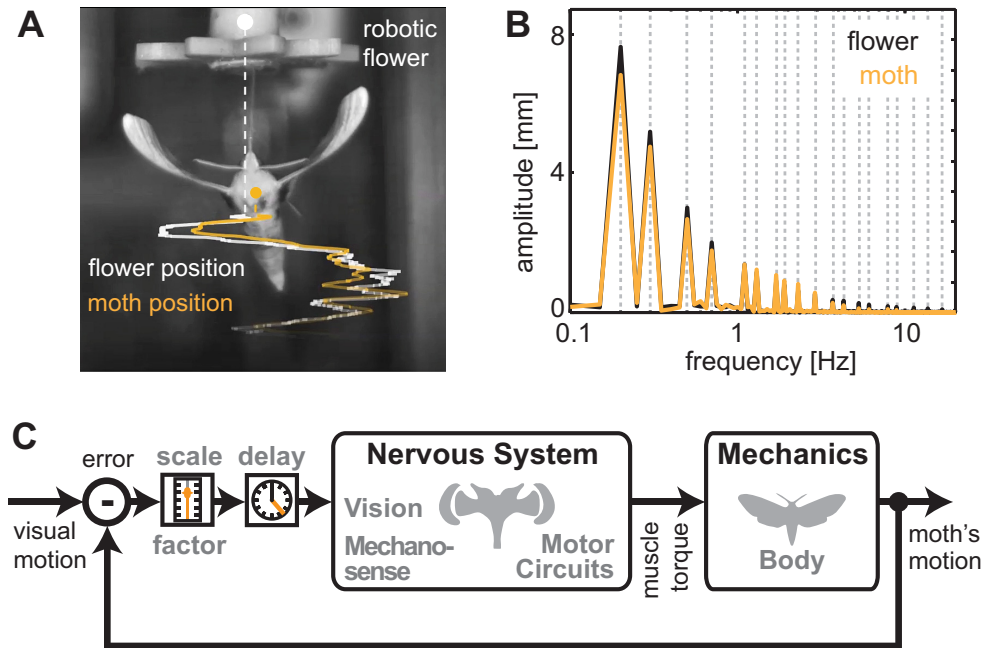 A
robotic
flower
flower position
moth position
B
flower
moth
amplitude [mm]
8
4
0
0.1
1
10
frequency [Hz]
C
error
-
visual
motion
scale
factor
delay
Nervous System
Vision
Mechano-
sense
Motor
Circuits
muscle
torque
Mechanics
Body
moth's
motion